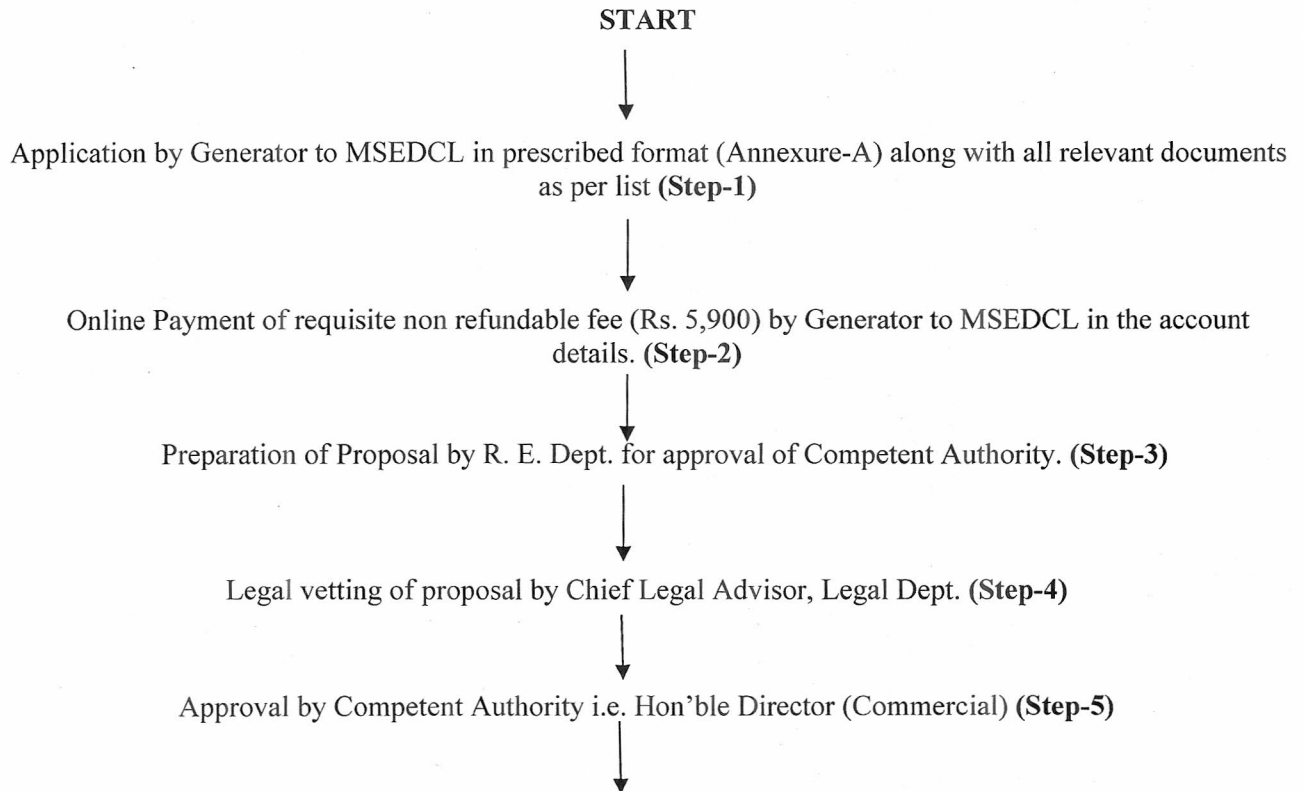 START
Application by Generator to MSEDCL in prescribed format (Annexure-A) along with all relevant documents
as per list (Step-1)
Online Payment of requisite non refundable fee (Rs. 5,900) by Generator to MSEDCL in the account
details. (Step-2)
Preparation of Proposal by R. E. Dept. for approval of Competent Authority. (Step-3)
Legal vetting of proposal by Chief Legal Advisor, Legal Dept. (Step-4)
Approval by Competent Authority i.e. Hon'ble Director (Commercial) (Step-5)